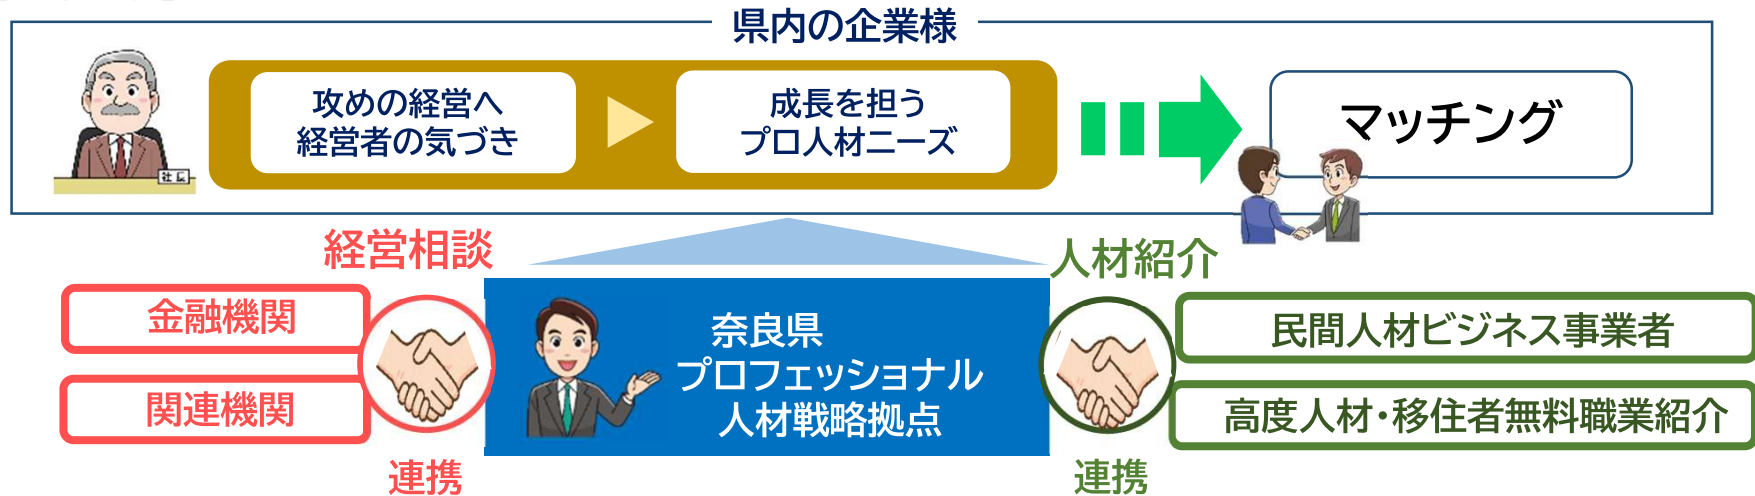 県内の企業様
攻めの経営へ
経営者の気づき
成長を担う
プロ人材ニーズ
マッチング
社長
経営相談
人材紹介
金融機関
関連機関
連携
奈良県
プロフェッショナル
人材戦略拠点
民間人材ビジネス事業者
高度人材・移住者無料職業紹介
連携